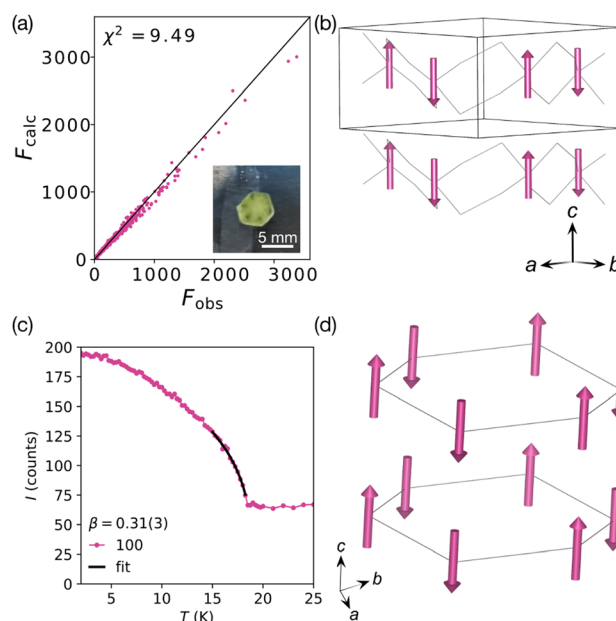 (a)
χ² = 9.49
3000
2000
1000
0
F_calc
0
1000
2000
3000
F_obs
5 mm
(b)
c
a
b
(c)
200
175
150
125
100
75
50
25
0
I (counts)
β = 0.31(3)
100
fit
5
10
15
20
25
T (K)
(d)
c
b
a